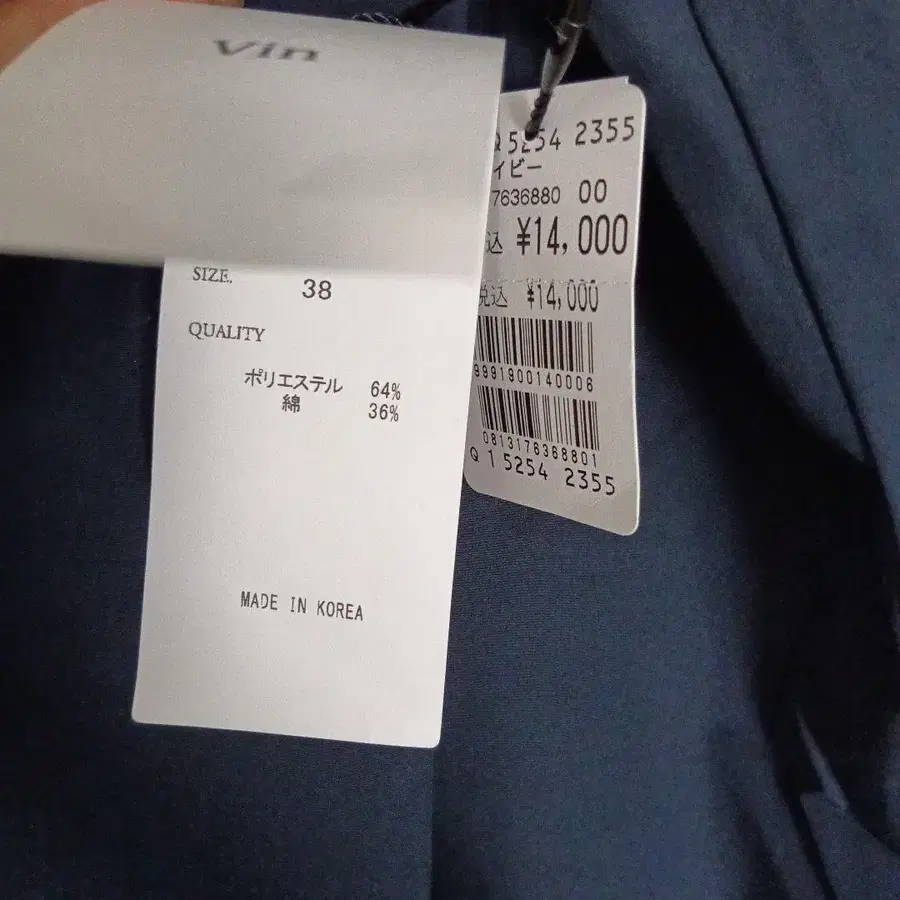 Vin
SIZE. 38
QUALITY
ポリエステル 64%
綿 36%
MADE IN KOREA
Q 5254 2355
イビー
7636880 00
込 ¥14,000
税込 ¥14,000
9991900140006
0813176368801
Q 1 5254 2355